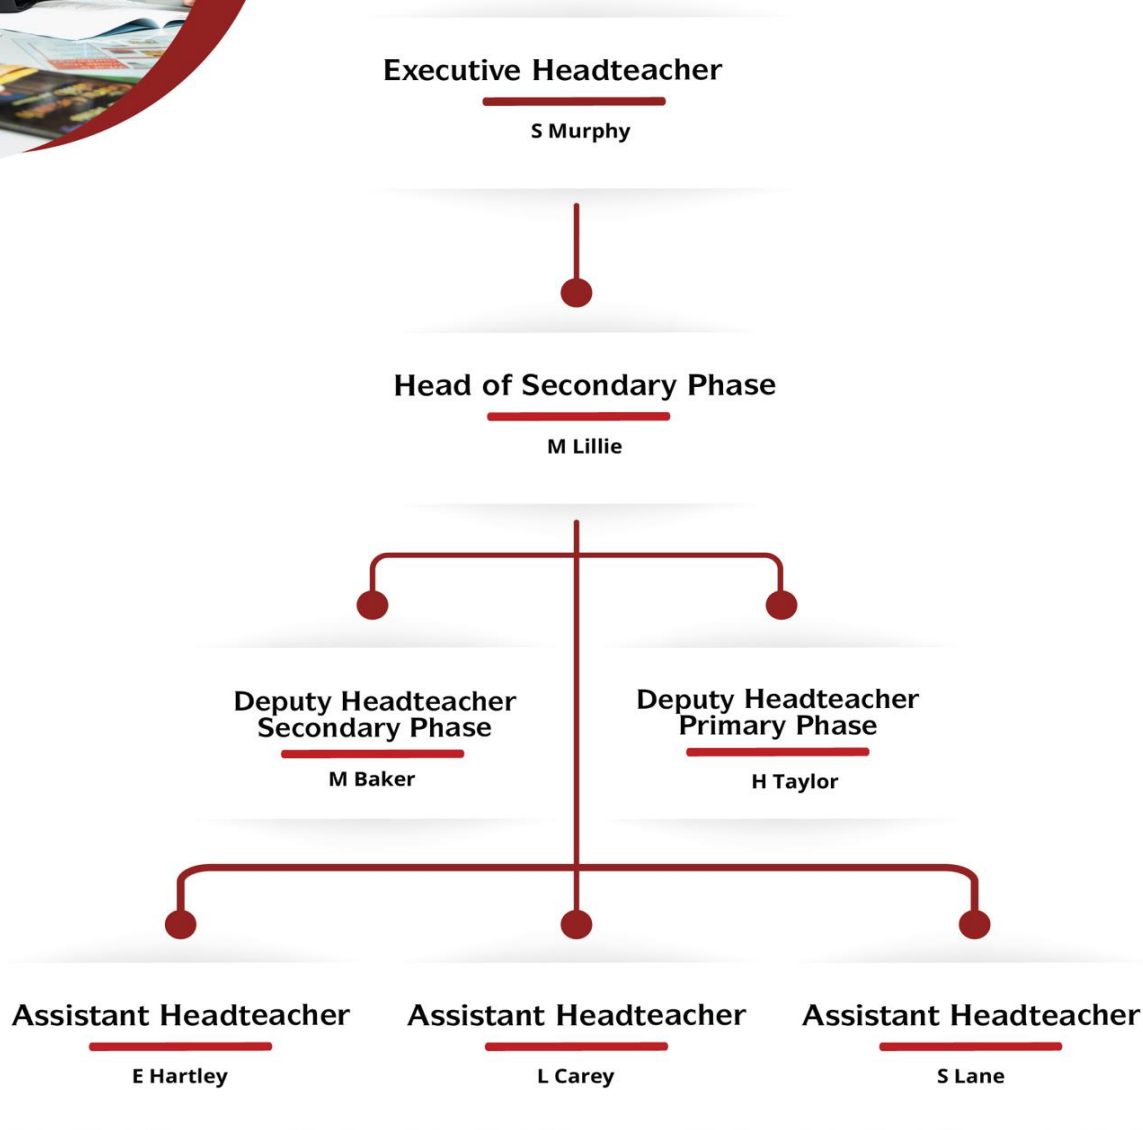 Executive Headteacher
S Murphy
Head of Secondary Phase
M Lillie
Deputy Headteacher
Secondary Phase
M Baker
Deputy Headteacher
Primary Phase
H Taylor
Assistant Headteacher
E Hartley
Assistant Headteacher
L Carey
Assistant Headteacher
S Lane